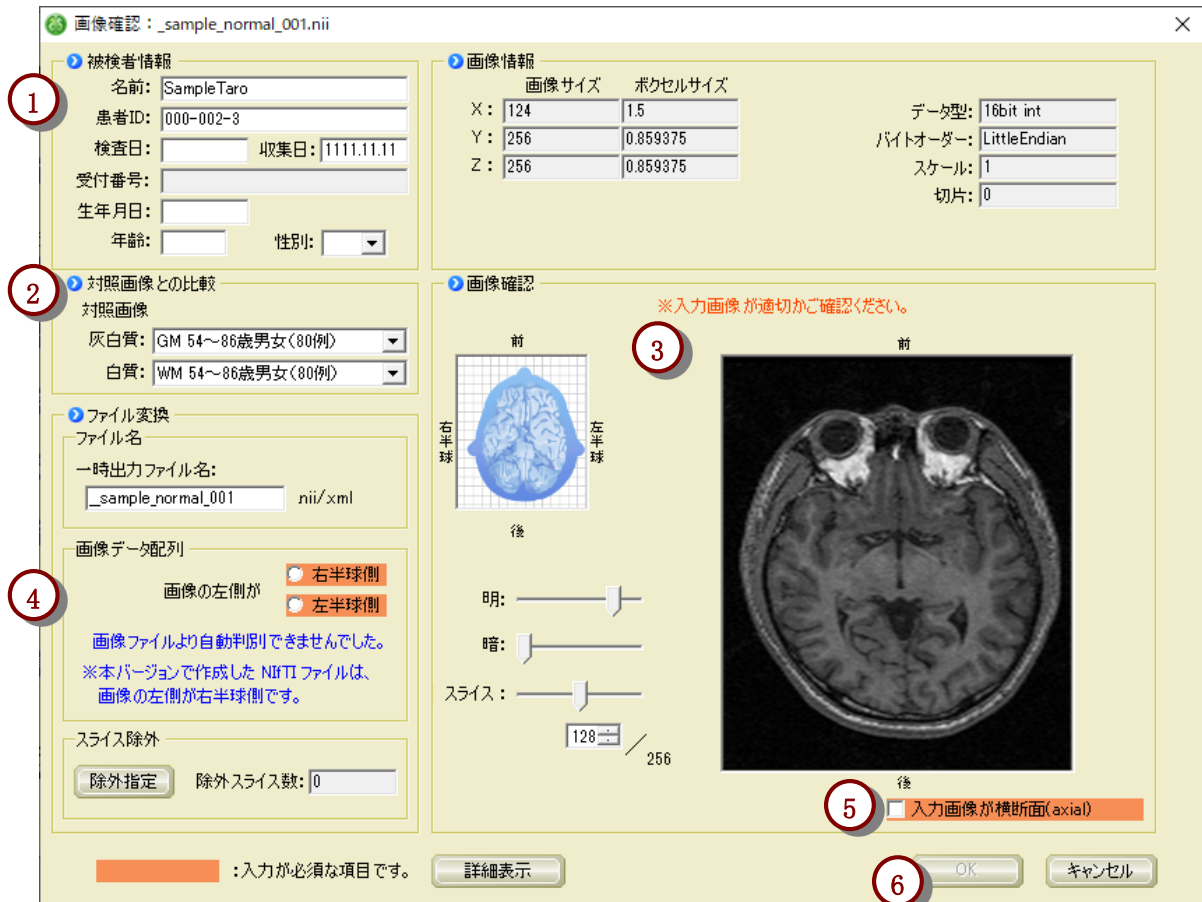 画像確認：_sample_normal_001.nii
1
被検者情報
名前： SampleTaro
患者ID： 000-002-3
検査日： 収集日： 1111.11.11
受付番号：
生年月日：
年齢： 性別：
2
対照画像との比較
対照画像
灰白質： GM 54～86歳男女（80例）
白質： WM 54～86歳男女（80例）
ファイル変換
ファイル名
一時出力ファイル名：
_sample_normal_001 .nii/xml
4
画像データ配列
画像の左側が
右半球側
左半球側
画像ファイルより自動判別できませんでした。
※本バージョンで作成した NIfTI ファイルは、
画像の左側が右半球側です。
スライス除外
除外指定 除外スライス数： 0
画像情報
画像サイズ ボクセルサイズ
X： 124 1.5
Y： 256 0.859375
Z： 256 0.859375
データ型： 16bit int
バイトオーダー： LittleEndian
スケール： 1
切片： 0
画像確認
※入力画像が適切かご確認ください。
3
前
右半球
左半球
後
明：
暗：
スライス：
128 / 256
前
後
5
入力画像が横断面(axial)
：入力が必須な項目です。
詳細表示
6
OK
キャンセル